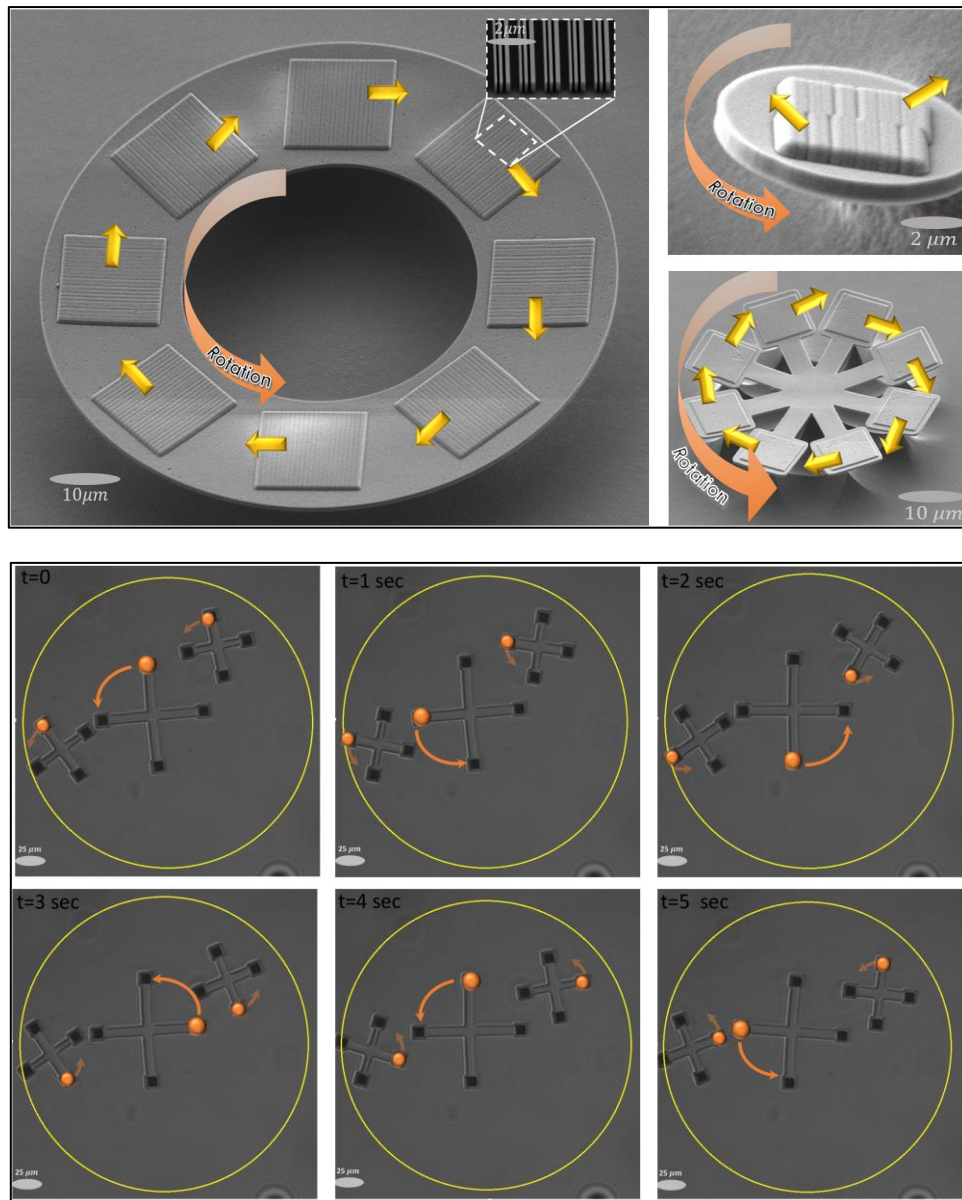 2μm
Rotation
10μm
Rotation
2 μm
Rotation
10 μm
t=0
25 μm
t=1 sec
25 μm
t=2 sec
25 μm
t=3 sec
25 μm
t=4 sec
25 μm
t=5 sec
25 μm